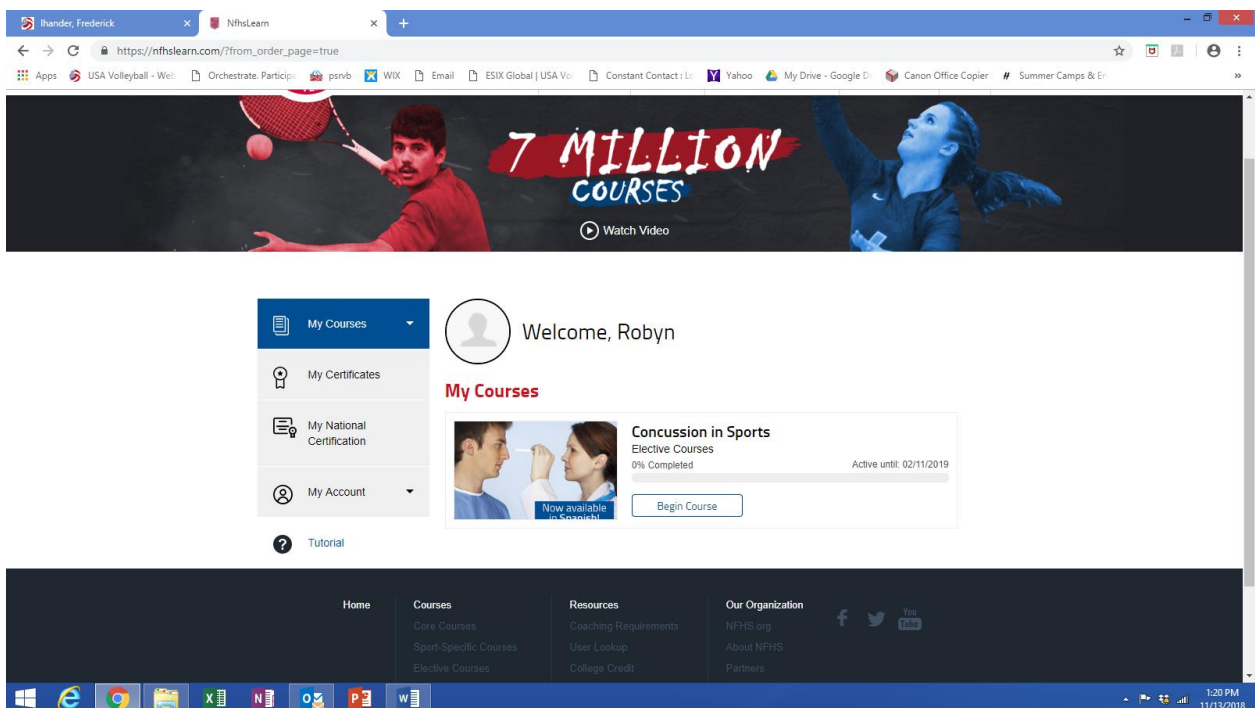 Ihander, Frederick
NfhsLearn
https://nfhslearn.com/?from_order_page=true
Apps
USA Volleyball - Web
Orchestrate. Particip
psrvb
WIX
Email
ESIX Global | USA Vo
Constant Contact : Lo
Yahoo
My Drive - Google D
Canon Office Copier
Summer Camps & En
»
7 MILLION
COURSES
Watch Video
My Courses
Welcome, Robyn
My Certificates
My Courses
My National
Certification
Concussion in Sports
Elective Courses
0% Completed
Active until: 02/11/2019
My Account
Now available
in Spanish!
Begin Course
? Tutorial
Home
Courses
Resources
Our Organization
Core Courses
Coaching Requirements
NFHS.org
Sport-Specific Courses
User Lookup
About NFHS
Elective Courses
College Credit
Partners
You
Tube
1:20 PM
11/13/2018